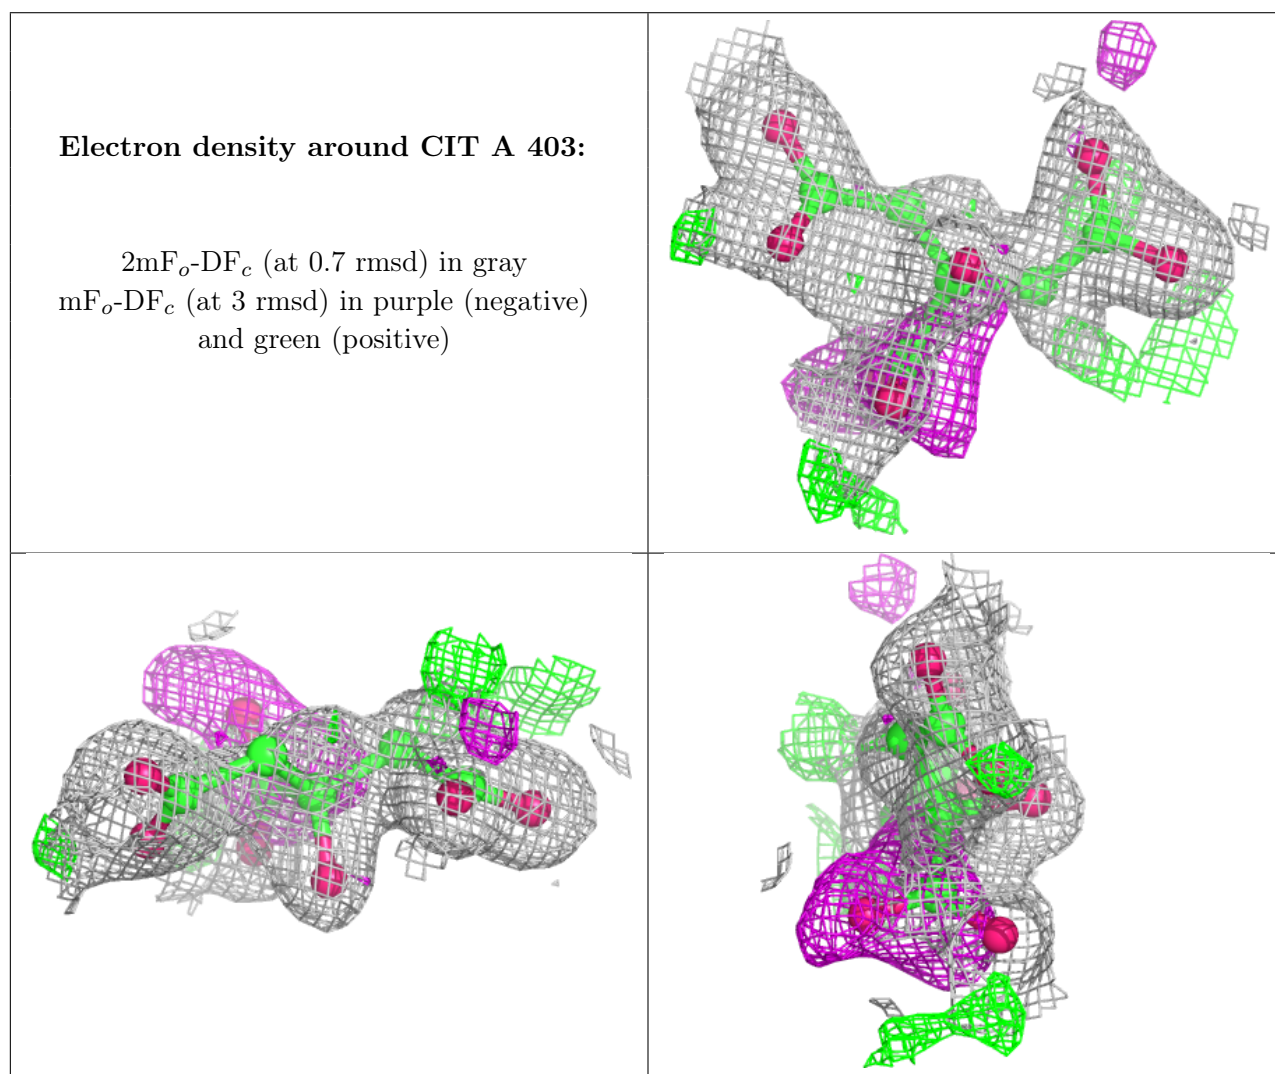 Electron density around CIT A 403:
2mFo-DFc (at 0.7 rmsd) in gray
mFo-DFc (at 3 rmsd) in purple (negative)
and green (positive)